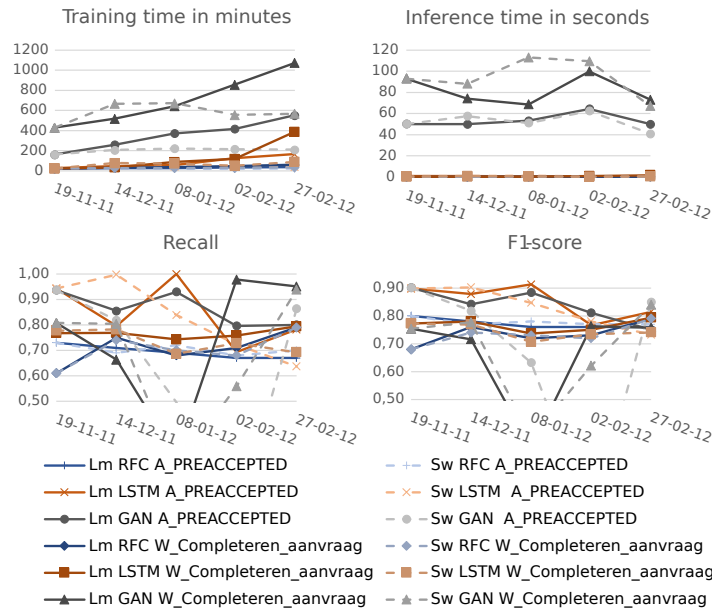 Training time in minutes
1200
1000
800
600
400
200
0
19-11-11
14-12-11
08-01-12
02-02-12
27-02-12
Inference time in seconds
120
100
80
60
40
20
0
19-11-11
14-12-11
08-01-12
02-02-12
27-02-12
Recall
1,00
0,90
0,80
0,70
0,60
0,50
19-11-11
14-12-11
08-01-12
02-02-12
27-02-12
F1-score
0,90
0,80
0,70
0,60
0,50
19-11-11
14-12-11
08-01-12
02-02-12
27-02-12
Lm RFC A_PREACCEPTED
Lm LSTM A_PREACCEPTED
Lm GAN A_PREACCEPTED
Lm RFC W_Completeren_aanvraag
Lm LSTM W_Completeren_aanvraag
Lm GAN W_Completeren_aanvraag
Sw RFC A_PREACCEPTED
Sw LSTM A_PREACCEPTED
Sw GAN A_PREACCEPTED
Sw RFC W_Completeren_aanvraag
Sw LSTM W_Completeren_aanvraag
Sw GAN W_Completeren_aanvraag